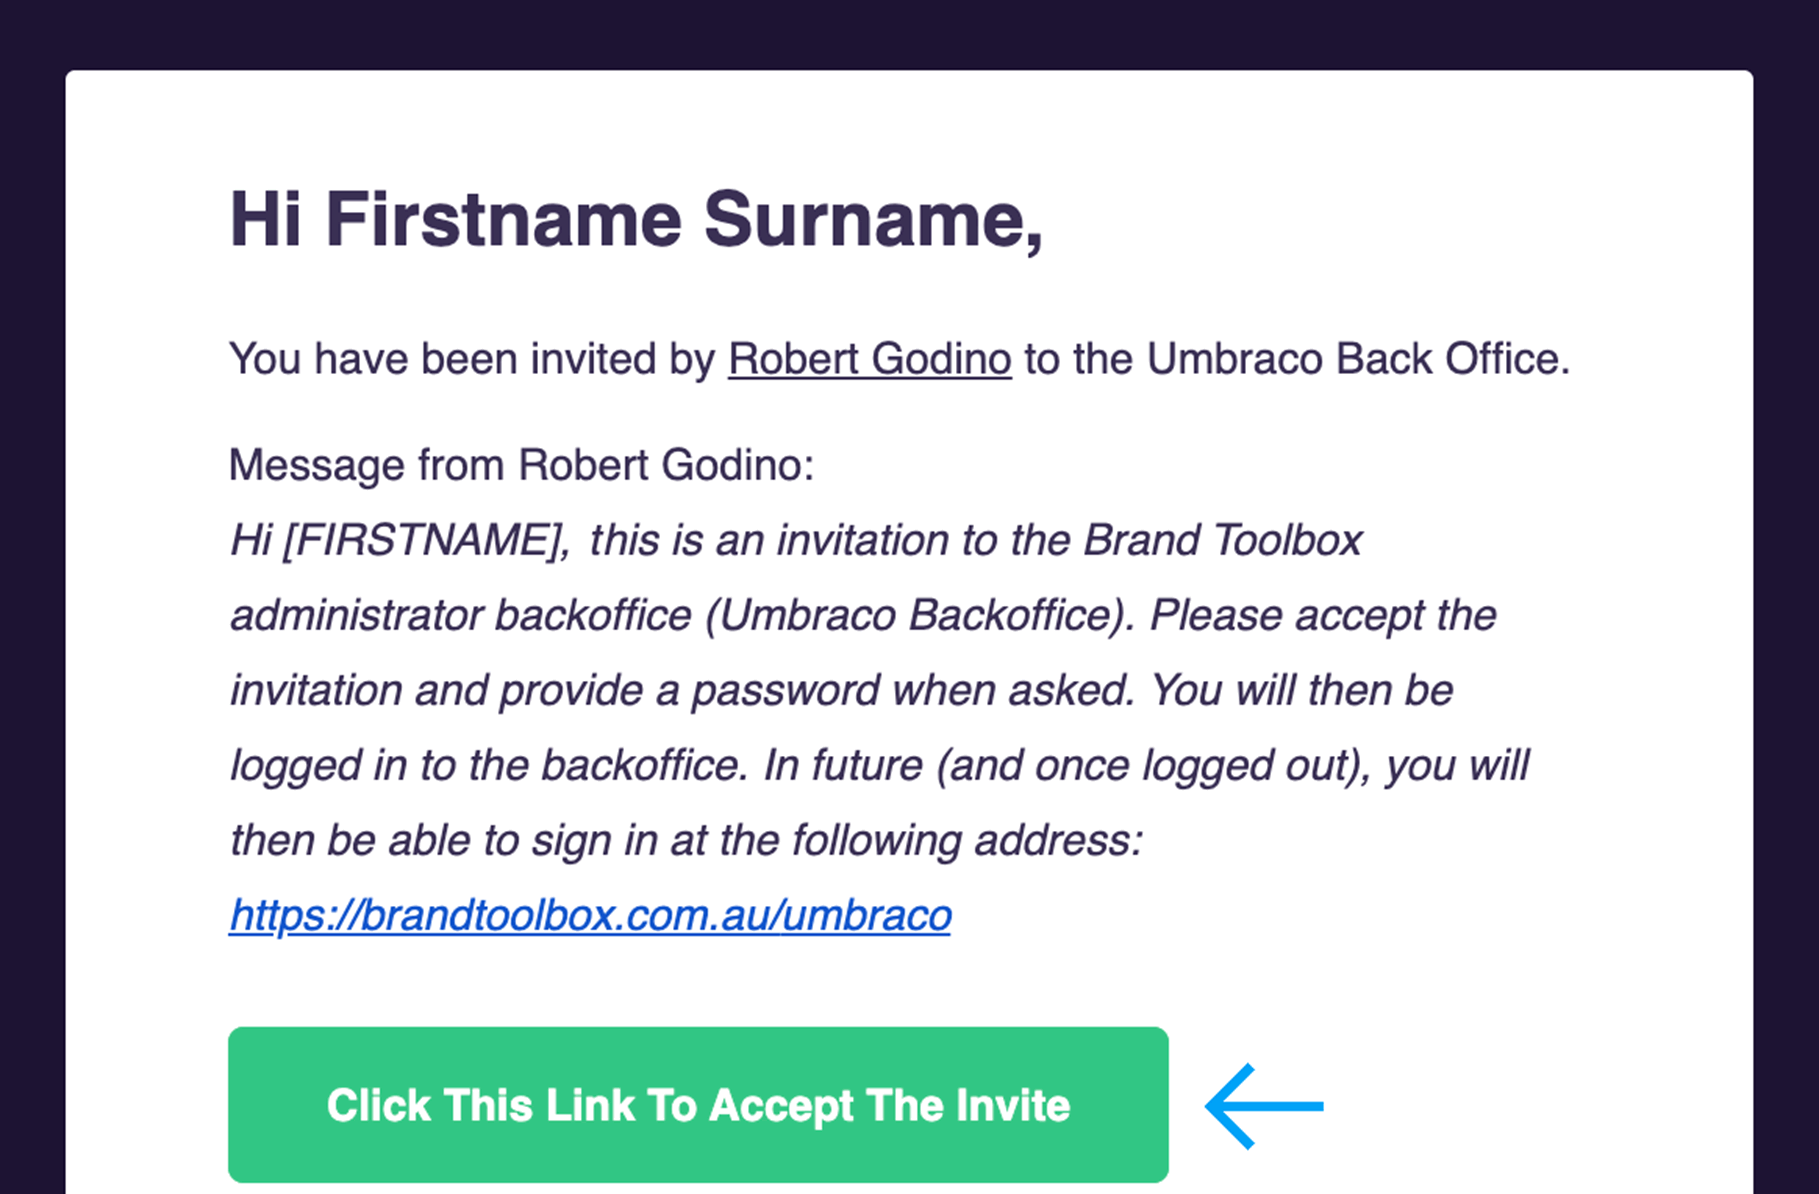 Hi Firstname Surname,
You have been invited by Robert Godino to the Umbraco Back Office.
Message from Robert Godino:
Hi [FIRSTNAME], this is an invitation to the Brand Toolbox
administrator backoffice (Umbraco Backoffice). Please accept the
invitation and provide a password when asked. You will then be
logged in to the backoffice. In future (and once logged out), you will
then be able to sign in at the following address:
https://brandtoolbox.com.au/umbraco
Click This Link To Accept The Invite